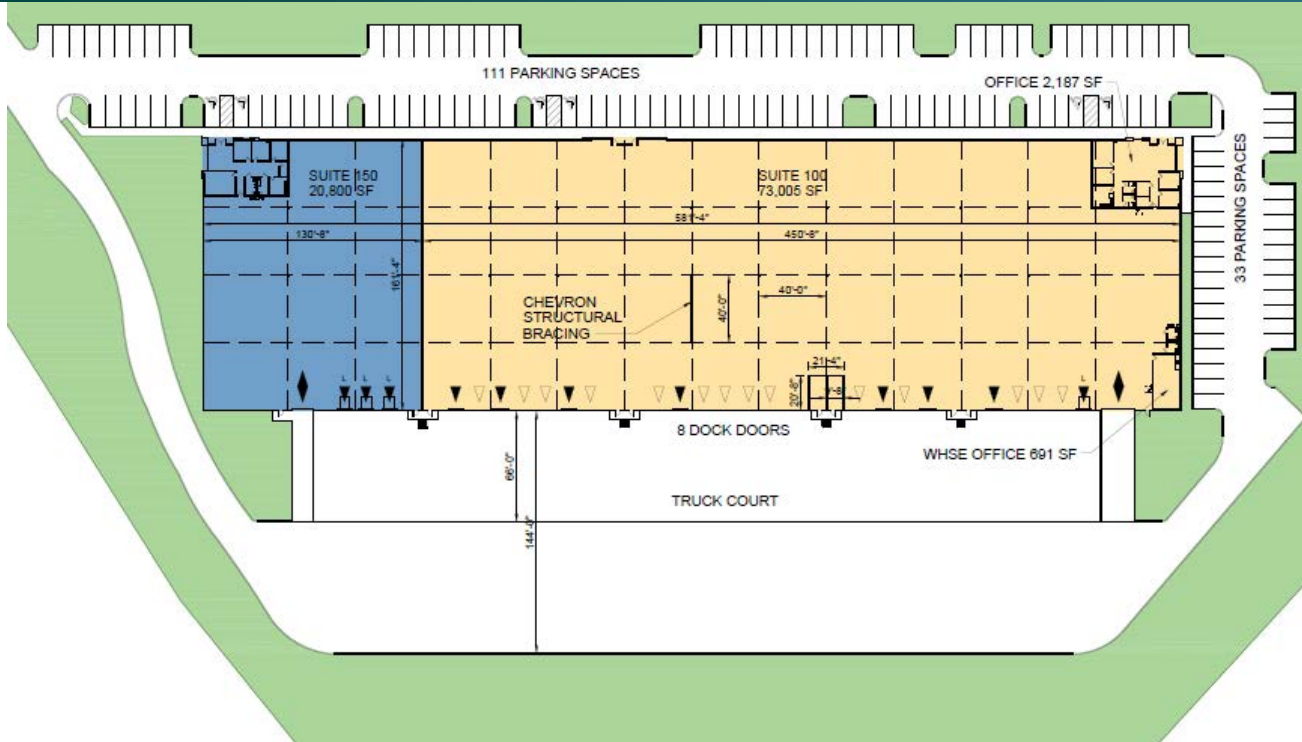 111 PARKING SPACES
OFFICE 2,187 SF
33 PARKING SPACES
SUITE 150
20,800 SF
SUITE 100
73,005 SF
581'-4"
130'-8"
450'-8"
161'-4"
CHEVRON
STRUCTURAL
BRACING
40'-0"
40'-0"
21'-4"
20'-8"
L
L
L
L
8 DOCK DOORS
WHSE OFFICE 691 SF
66'-0"
TRUCK COURT
144'-0"